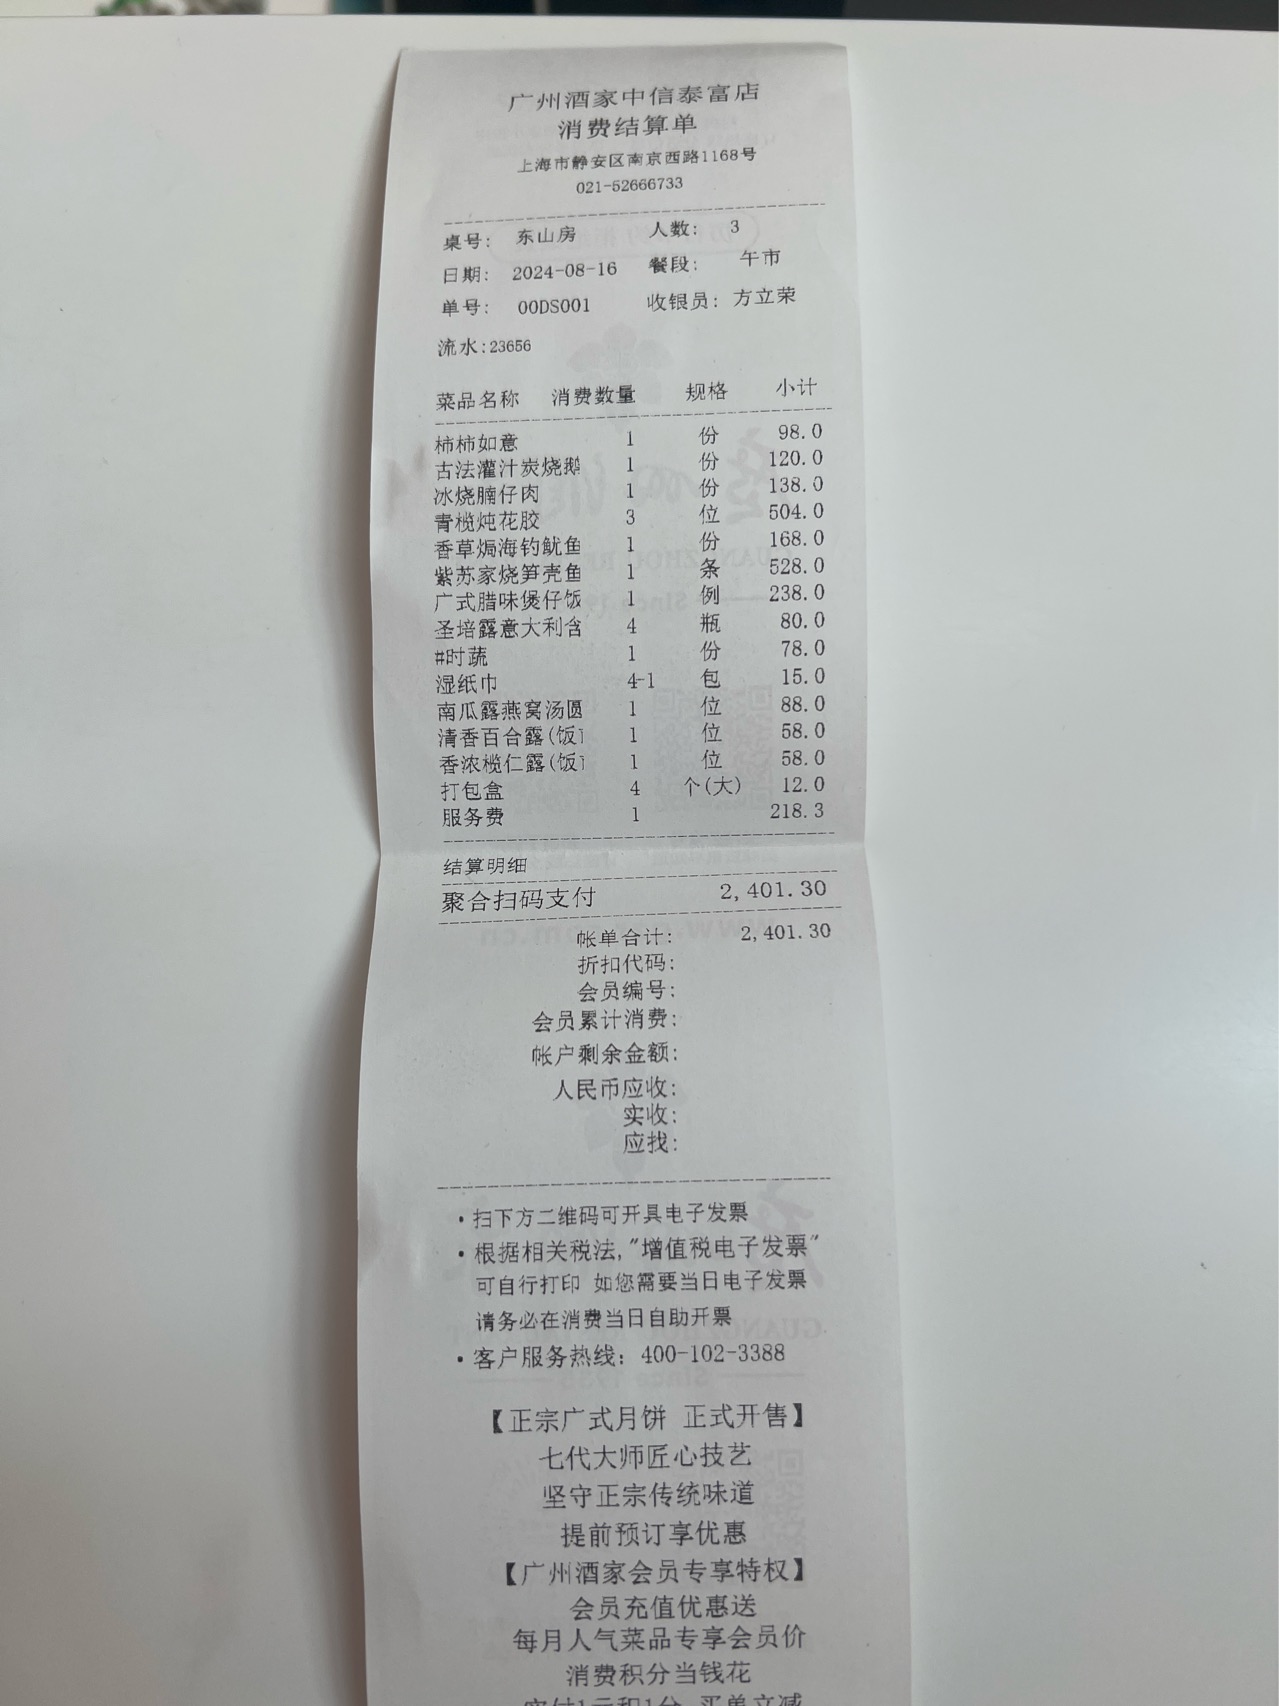 广州酒家中信泰富店
消费结算单
上海市静安区南京西路1168号
021-52666733
桌号: 东山房 人数: 3
日期: 2024-08-16 餐段: 午市
单号: 00DS001 收银员: 方立荣
流水:23656
菜品名称 消费数量 规格 小计
柿柿如意 1 份 98.0
古法灌汁炭烧鹅 1 份 120.0
冰烧腩仔肉 1 份 138.0
青榄炖花胶 3 位 504.0
香草焗海钓鱿鱼 1 份 168.0
紫苏家烧笋壳鱼 1 条 528.0
广式腊味煲仔饭 1 例 238.0
圣培露意大利含 4 瓶 80.0
#时蔬 1 份 78.0
湿纸巾 4-1 包 15.0
南瓜露燕窝汤圆 1 位 88.0
清香百合露(饭 1 位 58.0
香浓榄仁露(饭 1 位 58.0
打包盒 4 个(大) 12.0
服务费 1 218.3
结算明细
聚合扫码支付 2,401.30
帐单合计: 2,401.30
折扣代码:
会员编号:
会员累计消费:
帐户剩余金额:
人民币应收:
实收:
应找:
·扫下方二维码可开具电子发票
·根据相关税法,"增值税电子发票"
可自行打印 如您需要当日电子发票
请务必在消费当日自助开票
·客户服务热线: 400-102-3388
【正宗广式月饼 正式开售】
七代大师匠心技艺
坚守正宗传统味道
提前预订享优惠
【广州酒家会员专享特权】
会员充值优惠送
每月人气菜品专享会员价
消费积分当钱花
实付1元积1分 买单立减